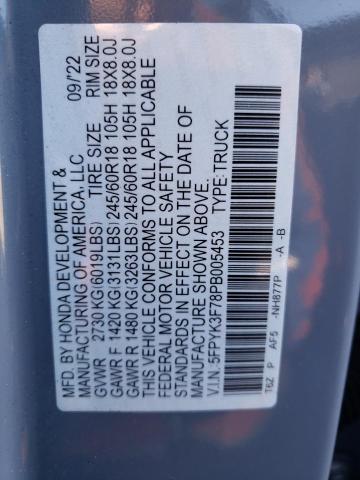 MFD. BY HONDA DEVELOPMENT & 09/'22
MANUFACTURING OF AMERICA, LLC
GVWR 2730 KG(6019LBS) TIRE SIZE RIM SIZE
GAWR F 1420 KG(3131LBS) 245/60R18 105H 18X8.0J
GAWR R 1480 KG(3263LBS) 245/60R18 105H 18X8.0J
THIS VEHICLE CONFORMS TO ALL APPLICABLE
FEDERAL MOTOR VEHICLE SAFETY
STANDARDS IN EFFECT ON THE DATE OF
MANUFACTURE SHOWN ABOVE.
V.I.N.:5FPYK3F78PB005453 TYPE: TRUCK
T6Z P AF5 -NH877P -A -B